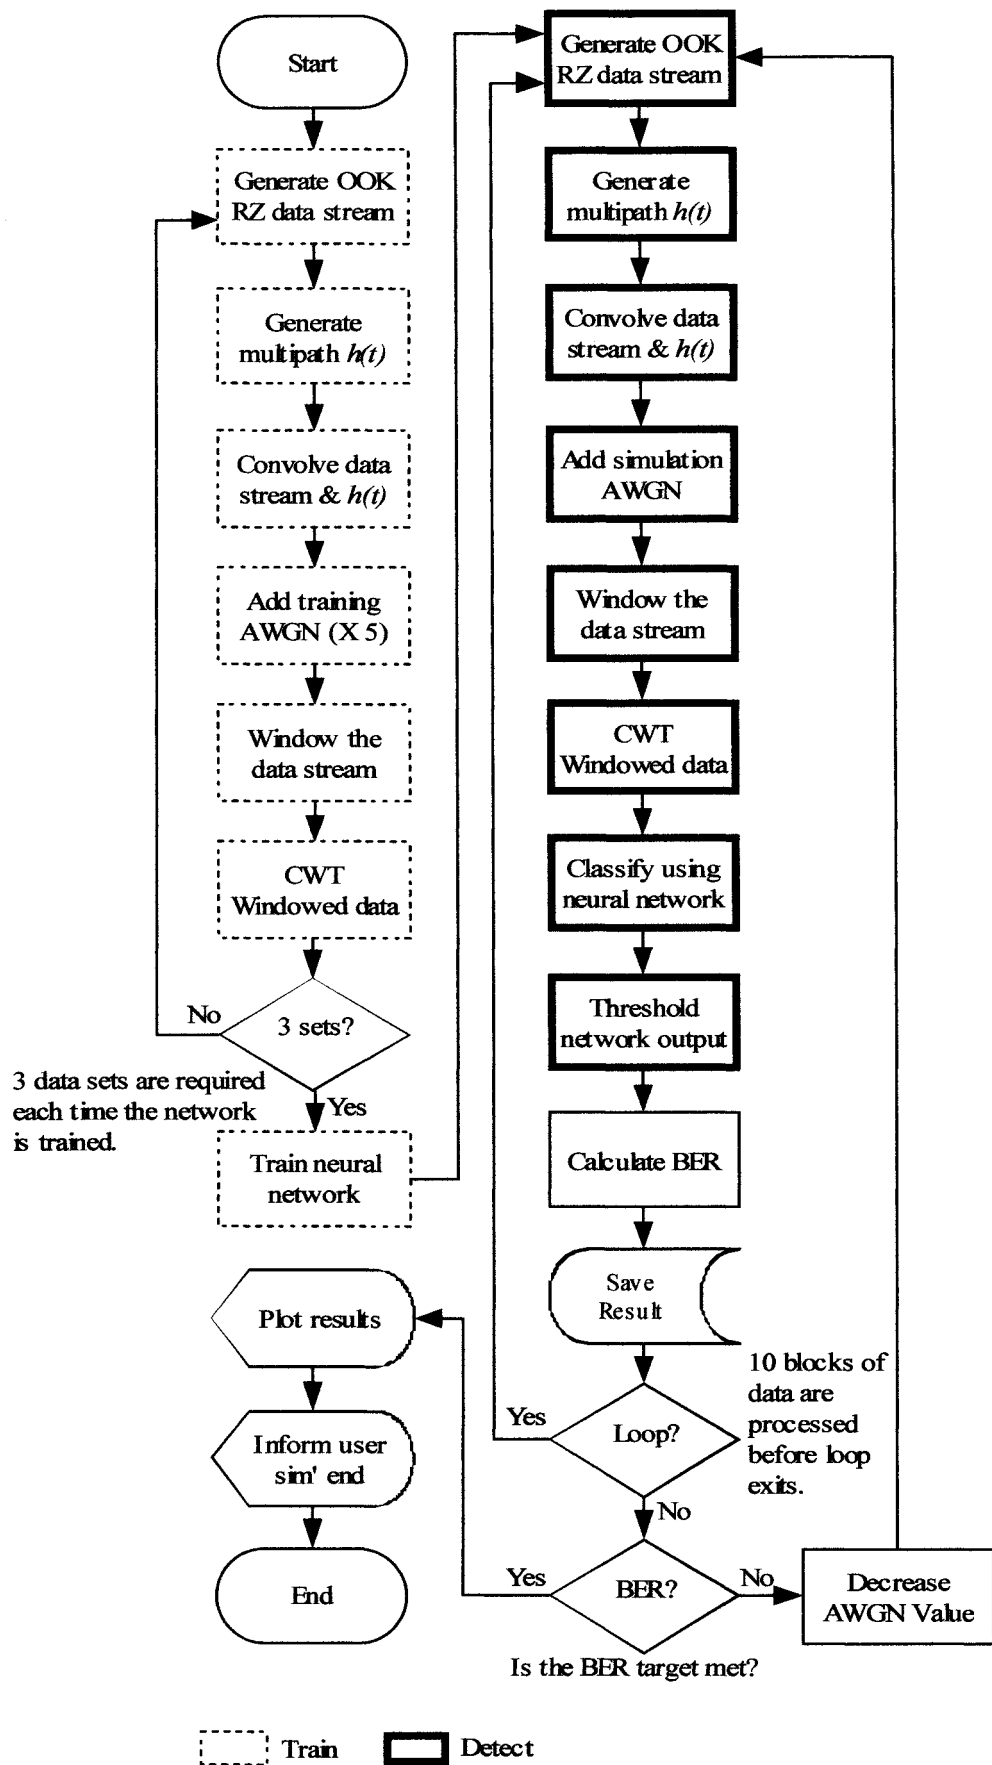 Start
Generate OOK
RZ data stream
Generate
multipath h(t)
Convolve data
stream & h(t)
Add training
AWGN (X 5)
Window the
data stream
CWT
Windowed data
3 sets?
No
Yes
3 data sets are required
each time the network
is trained.
Train neural
network
Generate OOK
RZ data stream
Generate
multipath h(t)
Convolve data
stream & h(t)
Add simulation
AWGN
Window the
data stream
CWT
Windowed data
Classify using
neural network
Threshold
network output
Calculate BER
Save
Result
Loop?
Yes
No
10 blocks of
data are
processed
before loop
exits.
BER?
Yes
No
Is the BER target met?
Decrease
AWGN Value
Plot results
Inform user
sim' end
End
Train
Detect